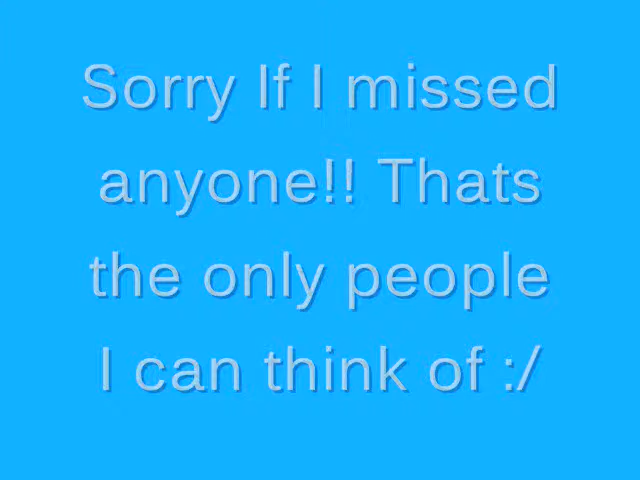 Sorry If I missed
anyone!! Thats
the only people
I can think of :/